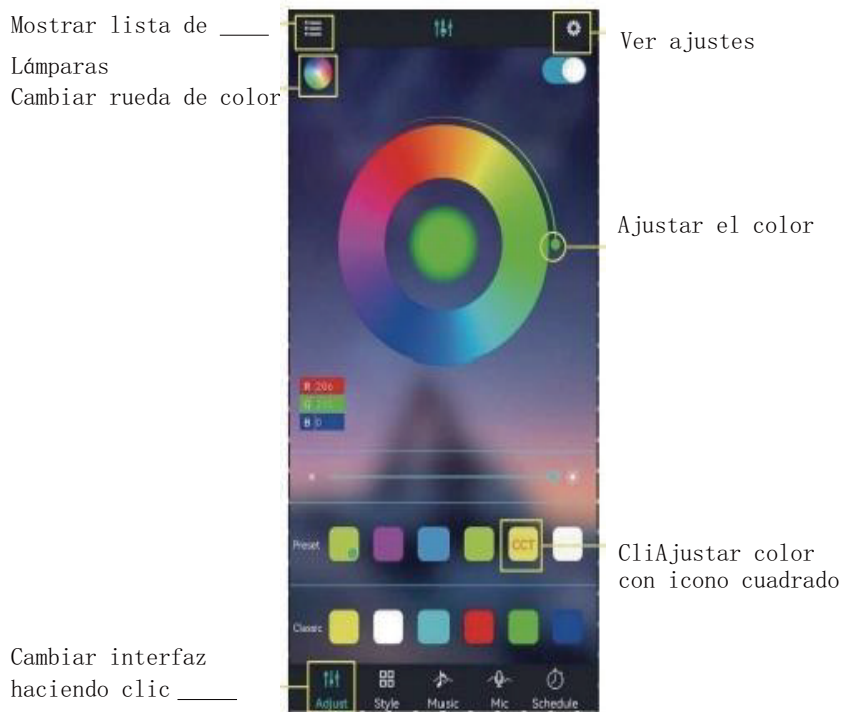 Mostrar lista de ____
Lámparas
Cambiar rueda de color
Ver ajustes
Ajustar el color
R 206
G
B 0
Preset
CCT
CliAjustar color
con icono cuadrado
Classic
Cambiar interfaz
haciendo clic _____
Adjust Style Music Mic Schedule